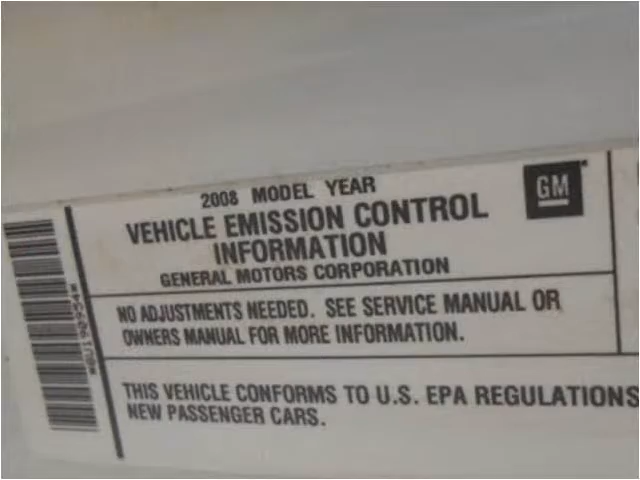 2008 MODEL YEAR
VEHICLE EMISSION CONTROL
INFORMATION
GENERAL MOTORS CORPORATION
GM
NO ADJUSTMENTS NEEDED. SEE SERVICE MANUAL OR
OWNERS MANUAL FOR MORE INFORMATION.
THIS VEHICLE CONFORMS TO U.S. EPA REGULATIONS
NEW PASSENGER CARS.